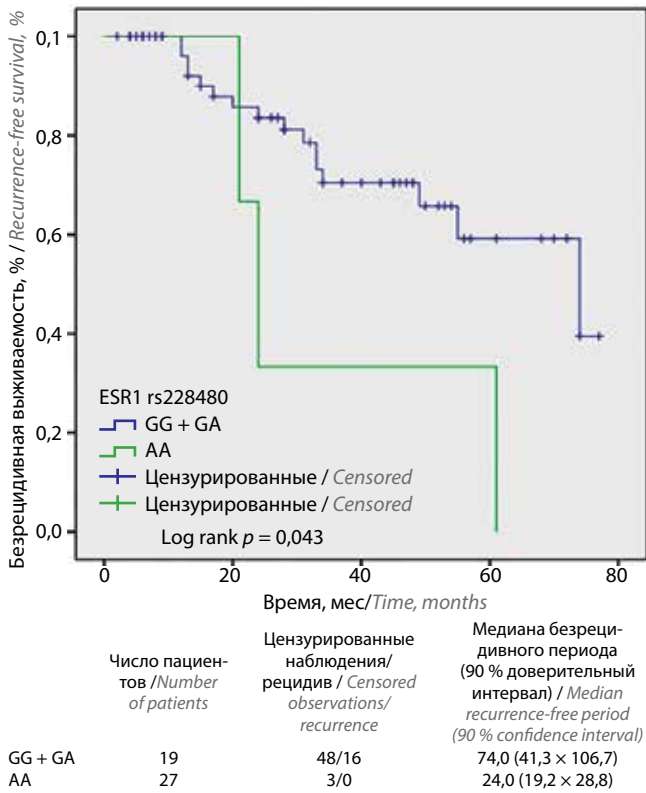 Безрецидивная выживаемость, % / Recurrence-free survival, %
0,1
0,8
0,6
0,4
0,2
0,0
ESR1 rs228480
GG + GA
AA
Цензурированные / Censored
Цензурированные / Censored
Log rank p = 0,043
0 20 40 60 80
Время, мес/Time, months
Число пациен-
тов /Number
of patients
Цензурированные
наблюдения/
рецидив / Censored
observations/
recurrence
Медиана безреци-
дивного периода
(90 % доверительный
интервал) / Median
recurrence-free period
(90 % confidence interval)
GG + GA 19 48/16 74,0 (41,3 × 106,7)
AA 27 3/0 24,0 (19,2 × 28,8)